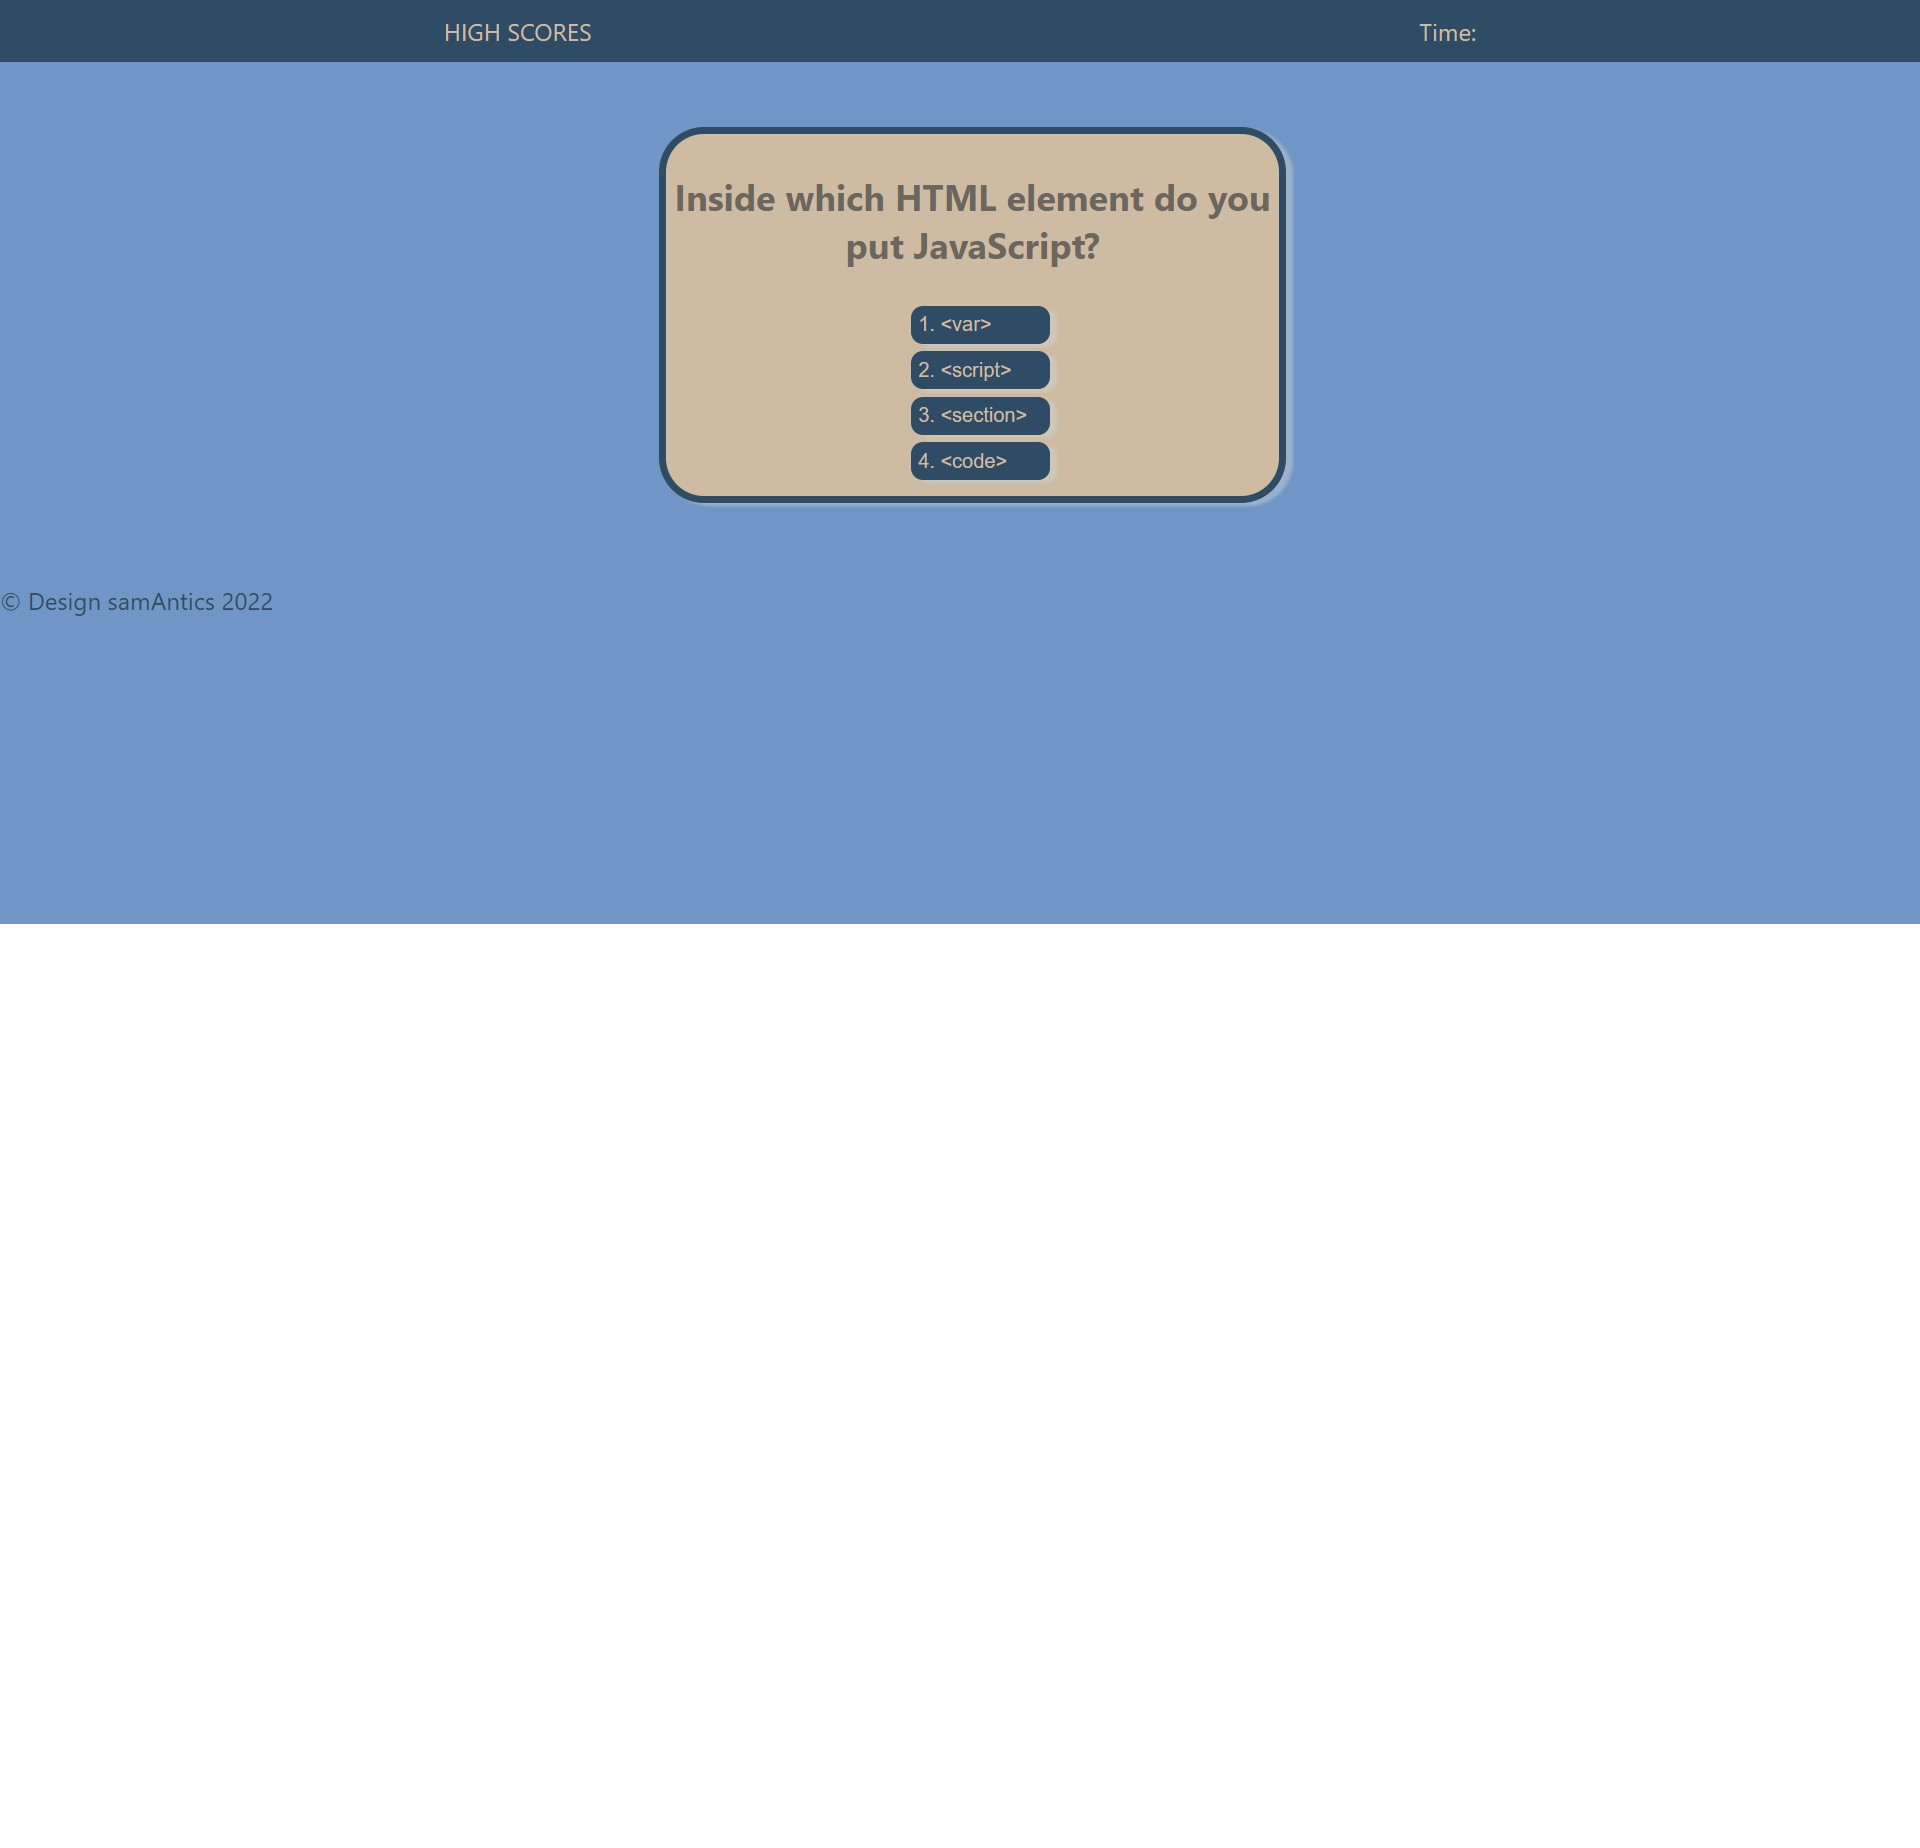 HIGH SCORES
Time:
Inside which HTML element do you
put JavaScript?
1. <var>
2. <script>
3. <section>
4. <code>
© Design samAntics 2022